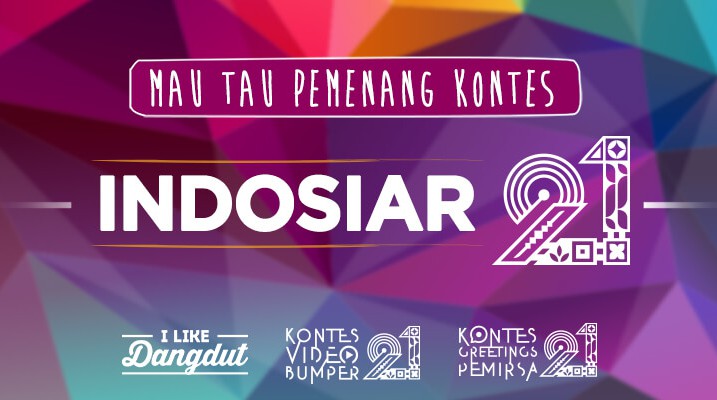 MAU TAU PEMENANG KONTES
INDOSIAR 21
I LIKE
Dangdut
KONTES
VIDEO
BUMPER 21
KONTES
GREETINGS
PEMIRSA 21